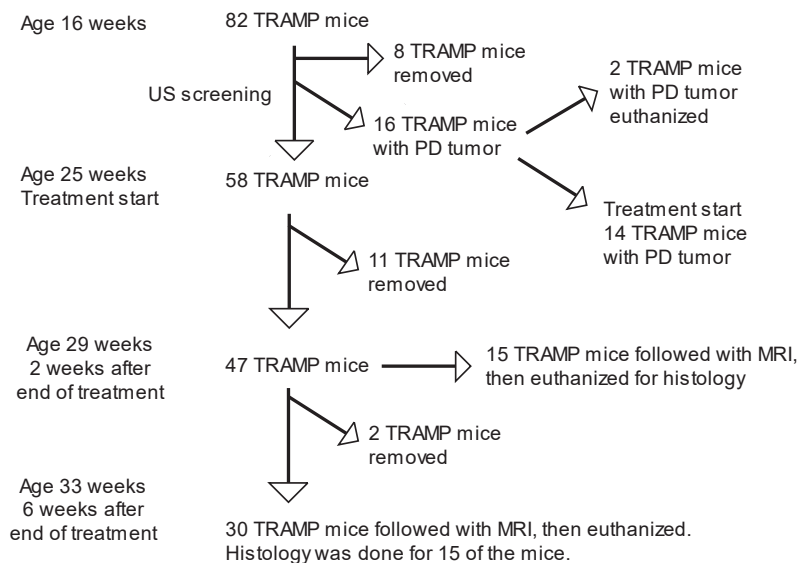 Age 16 weeks
82 TRAMP mice
8 TRAMP mice
removed
2 TRAMP mice
with PD tumor
euthanized
US screening
16 TRAMP mice
with PD tumor
Age 25 weeks
Treatment start
58 TRAMP mice
Treatment start
14 TRAMP mice
with PD tumor
11 TRAMP mice
removed
Age 29 weeks
2 weeks after
end of treatment
47 TRAMP mice
15 TRAMP mice followed with MRI,
then euthanized for histology
2 TRAMP mice
removed
Age 33 weeks
6 weeks after
end of treatment
30 TRAMP mice followed with MRI, then euthanized.
Histology was done for 15 of the mice.